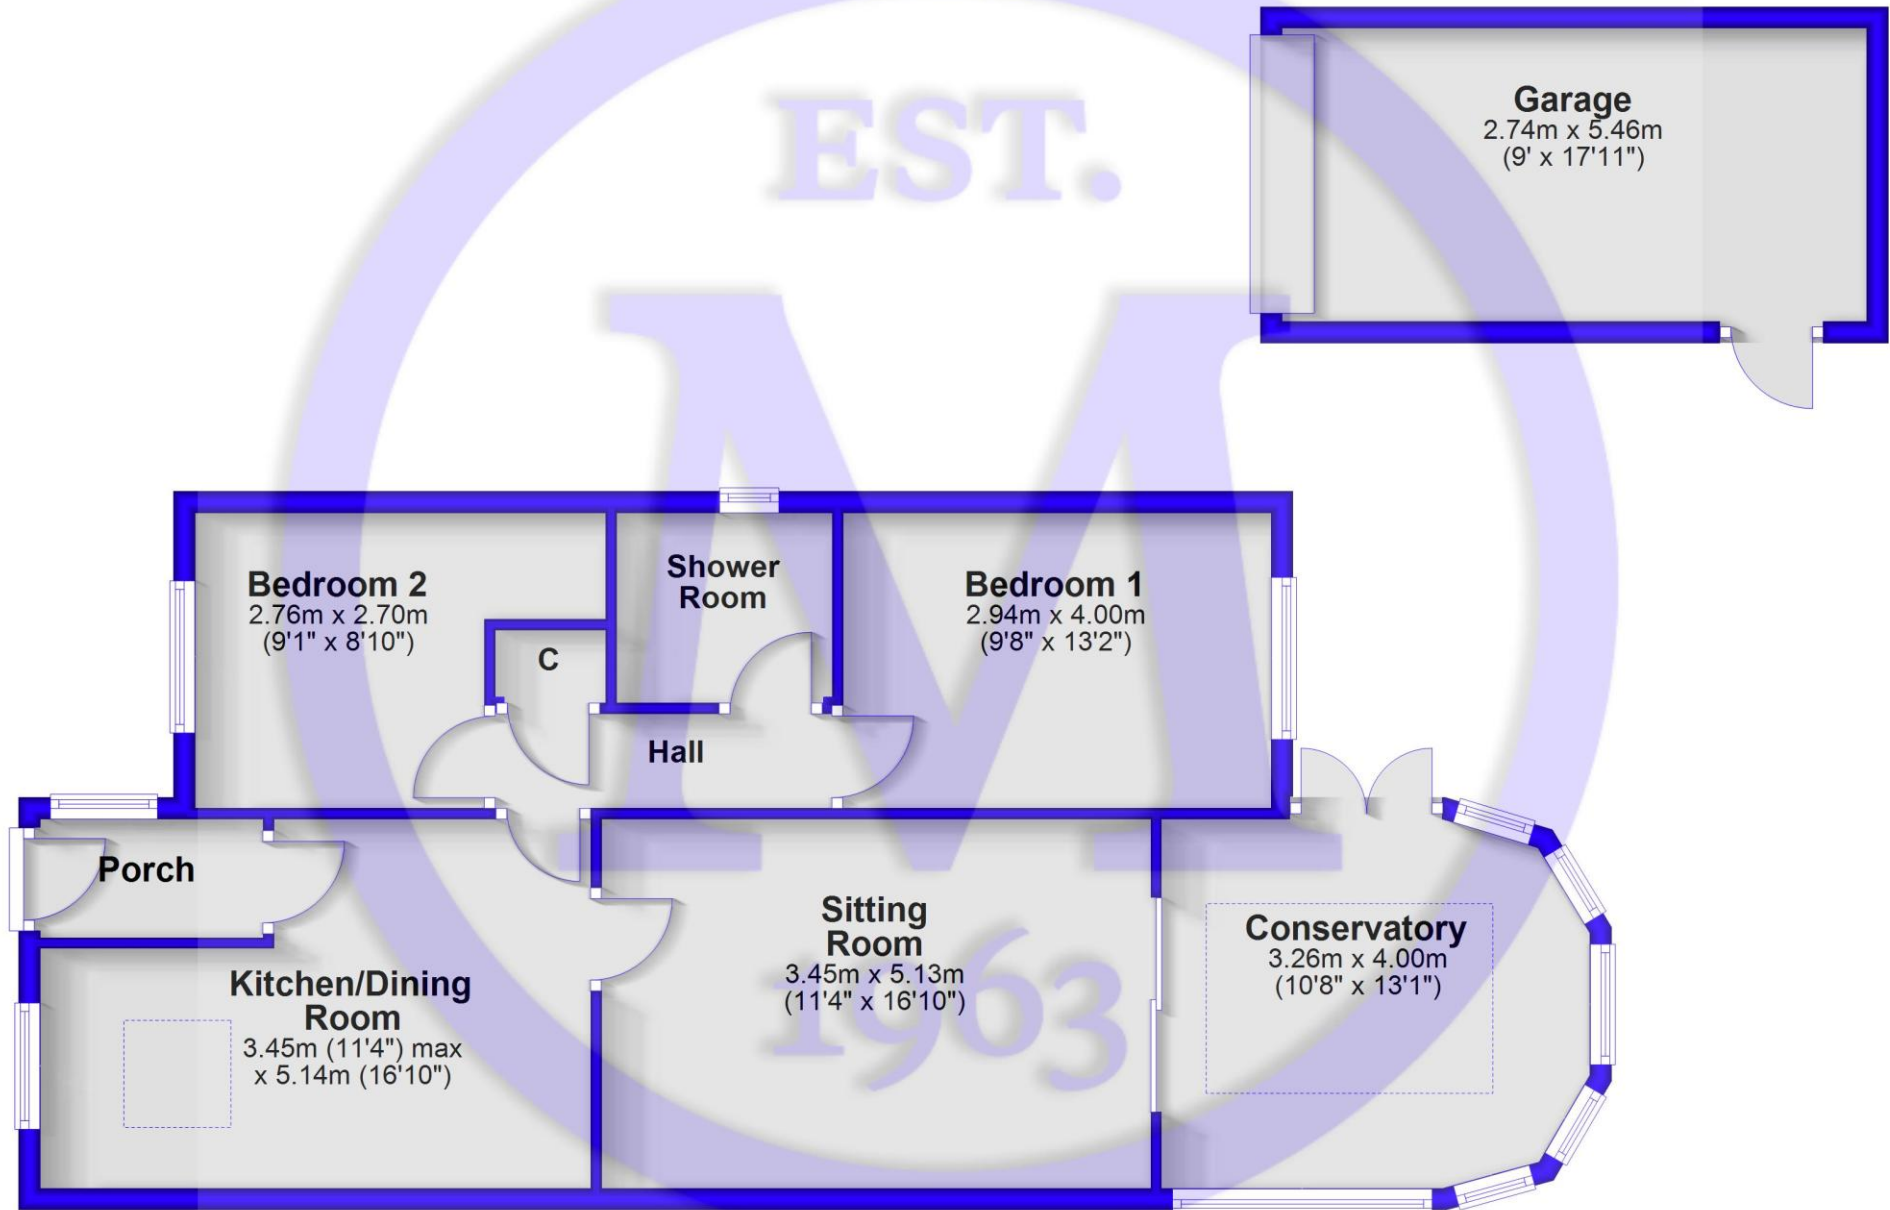 EST.
Garage
2.74m x 5.46m
(9' x 17'11")
Bedroom 2
2.76m x 2.70m
(9'1" x 8'10")
Shower
Room
Bedroom 1
2.94m x 4.00m
(9'8" x 13'2")
C
Hall
Porch
Kitchen/Dining
Room
3.45m (11'4") max
x 5.14m (16'10")
Sitting
Room
3.45m x 5.13m
(11'4" x 16'10")
Conservatory
3.26m x 4.00m
(10'8" x 13'1")
M
1963